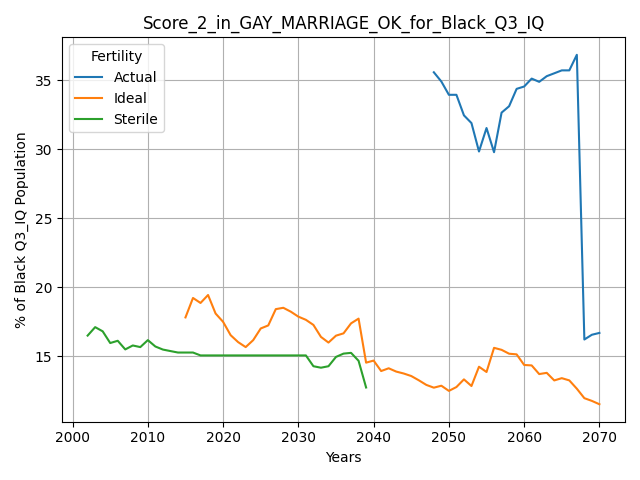 Score_2_in_GAY_MARRIAGE_OK_for_Black_Q3_IQ
Fertility
Actual
Ideal
Sterile
% of Black Q3_IQ Population
35
30
25
20
15
2000 2010 2020 2030 2040 2050 2060 2070
Years